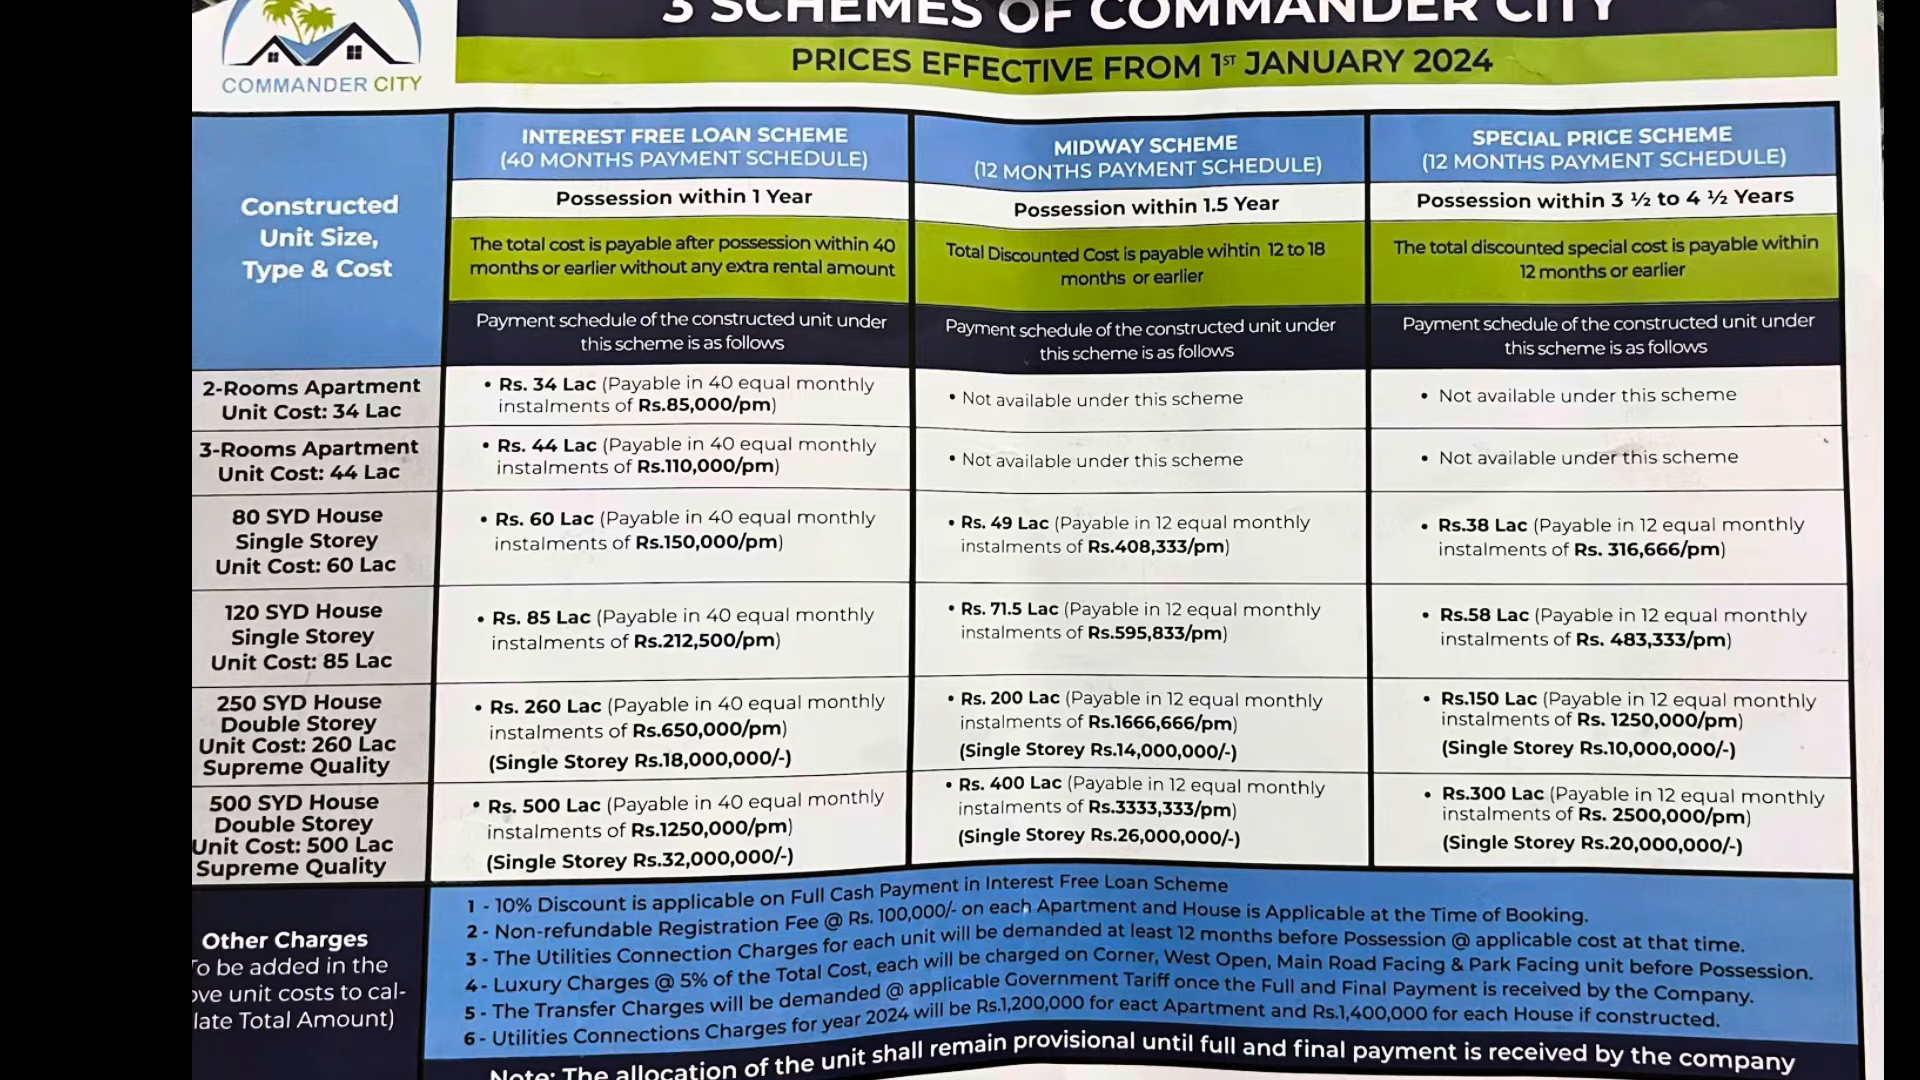 3 SCHEMES OF COMMANDER CITY
PRICES EFFECTIVE FROM 1ST JANUARY 2024
COMMANDER CITY
Constructed
Unit Size,
Type & Cost
INTEREST FREE LOAN SCHEME
(40 MONTHS PAYMENT SCHEDULE)
Possession within 1 Year
The total cost is payable after possession within 40
months or earlier without any extra rental amount
Payment schedule of the constructed unit under
this scheme is as follows
MIDWAY SCHEME
(12 MONTHS PAYMENT SCHEDULE)
Possession within 1.5 Year
Total Discounted Cost is payable wihtin 12 to 18
months or earlier
Payment schedule of the constructed unit under
this scheme is as follows
SPECIAL PRICE SCHEME
(12 MONTHS PAYMENT SCHEDULE)
Possession within 3 ½ to 4 ½ Years
The total discounted special cost is payable within
12 months or earlier
Payment schedule of the constructed unit under
this scheme is as follows
2-Rooms Apartment
Unit Cost: 34 Lac
• Rs. 34 Lac (Payable in 40 equal monthly
instalments of Rs.85,000/pm)
• Not available under this scheme
• Not available under this scheme
3-Rooms Apartment
Unit Cost: 44 Lac
• Rs. 44 Lac (Payable in 40 equal monthly
instalments of Rs.110,000/pm)
• Not available under this scheme
• Not available under this scheme
80 SYD House
Single Storey
Unit Cost: 60 Lac
• Rs. 60 Lac (Payable in 40 equal monthly
instalments of Rs.150,000/pm)
• Rs. 49 Lac (Payable in 12 equal monthly
instalments of Rs.408,333/pm)
• Rs.38 Lac (Payable in 12 equal monthly
instalments of Rs. 316,666/pm)
120 SYD House
Single Storey
Unit Cost: 85 Lac
• Rs. 85 Lac (Payable in 40 equal monthly
instalments of Rs.212,500/pm)
• Rs. 71.5 Lac (Payable in 12 equal monthly
instalments of Rs.595,833/pm)
• Rs.58 Lac (Payable in 12 equal monthly
instalments of Rs. 483,333/pm)
250 SYD House
Double Storey
Unit Cost: 260 Lac
Supreme Quality
• Rs. 260 Lac (Payable in 40 equal monthly
instalments of Rs.650,000/pm)
(Single Storey Rs.18,000,000/-)
• Rs. 200 Lac (Payable in 12 equal monthly
instalments of Rs.1666,666/pm)
(Single Storey Rs.14,000,000/-)
• Rs.150 Lac (Payable in 12 equal monthly
instalments of Rs. 1250,000/pm)
(Single Storey Rs.10,000,000/-)
500 SYD House
Double Storey
Unit Cost: 500 Lac
Supreme Quality
• Rs. 500 Lac (Payable in 40 equal monthly
instalments of Rs.1250,000/pm)
(Single Storey Rs.32,000,000/-)
• Rs. 400 Lac (Payable in 12 equal monthly
instalments of Rs.3333,333/pm)
(Single Storey Rs.26,000,000/-)
• Rs.300 Lac (Payable in 12 equal monthly
instalments of Rs. 2500,000/pm)
(Single Storey Rs.20,000,000/-)
Other Charges
To be added in the
ove unit costs to cal-
late Total Amount)
1 - 10% Discount is applicable on Full Cash Payment in Interest Free Loan Scheme
2 - Non-refundable Registration Fee @ Rs. 100,000/- on each Apartment and House is Applicable at the Time of Booking.
3 - The Utilities Connection Charges for each unit will be demanded at least 12 months before Possession @ applicable cost at that time.
4 - Luxury Charges @ 5% of the Total Cost, each will be charged on Corner, West Open, Main Road Facing & Park Facing unit before Possession.
5 - The Transfer Charges will be demanded @ applicable Government Tariff once the Full and Final Payment is received by the Company.
6 - Utilities Connections Charges for year 2024 will be Rs.1,200,000 for eact Apartment and Rs.1,400,000 for each House if constructed.
Note: The allocation of the unit shall remain provisional until full and final payment is received by the company